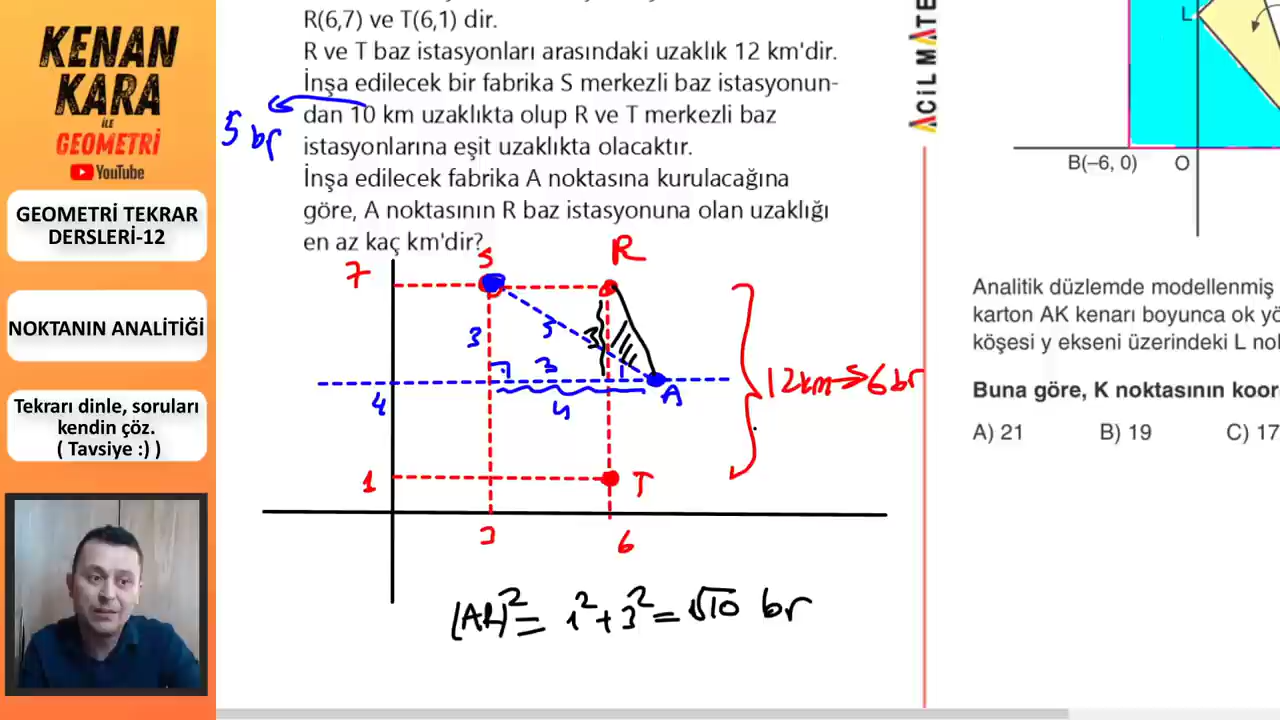 KENAN
KARA
İLE
GEOMETRİ
YouTube
GEOMETRİ TEKRAR
DERSLERİ-12
NOKTANIN ANALİTİĞİ
Tekrarı dinle, soruları
kendin çöz.
( Tavsiye :) )
R(6,7) ve T(6,1) dir.
R ve T baz istasyonları arasındaki uzaklık 12 km'dir.
İnşa edilecek bir fabrika S merkezli baz istasyonun-
dan 10 km uzaklıkta olup R ve T merkezli baz
istasyonlarına eşit uzaklıkta olacaktır.
İnşa edilecek fabrika A noktasına kurulacağına
göre, A noktasının R baz istasyonuna olan uzaklığı
en az kaç km'dir?
5 br
7
S
R
3
5
3
3
1
4
4
A
12km→6br
1
T
3
6
|AR|²= 1²+3²=√10 br
ACİLMATE
L
B(–6, 0)
O
Analitik düzlemde modellenmiş
karton AK kenarı boyunca ok yö
köşesi y ekseni üzerindeki L nol
Buna göre, K noktasının koor
A) 21 B) 19 C) 17